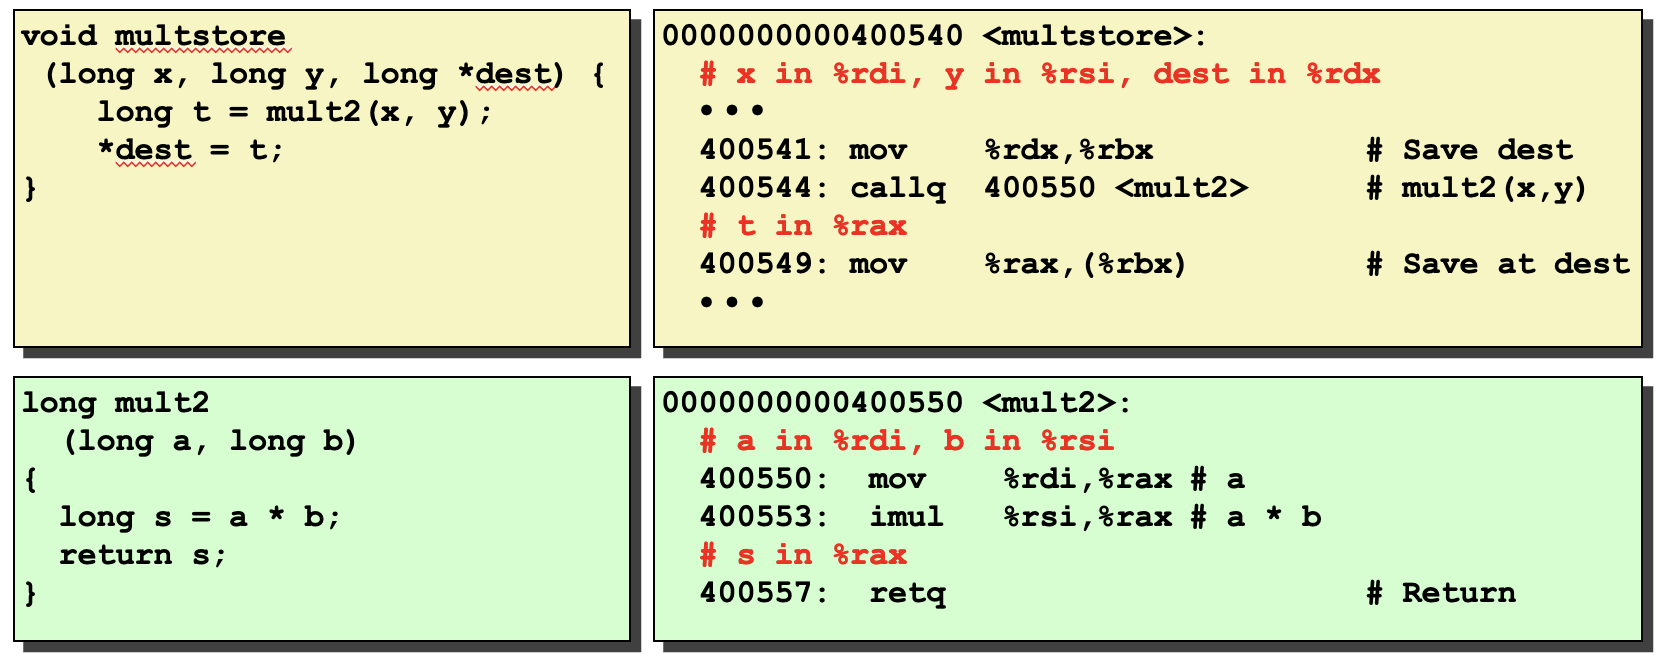 void multstore
 (long x, long y, long *dest) {
    long t = mult2(x, y);
    *dest = t;
}
0000000000400540 <multstore>:
  # x in %rdi, y in %rsi, dest in %rdx
  • • •
  400541: mov    %rdx,%rbx           # Save dest
  400544: callq  400550 <mult2>      # mult2(x,y)
  # t in %rax
  400549: mov    %rax,(%rbx)         # Save at dest
  • • •
long mult2
  (long a, long b)
{
  long s = a * b;
  return s;
}
0000000000400550 <mult2>:
  # a in %rdi, b in %rsi
  400550:  mov    %rdi,%rax # a
  400553:  imul   %rsi,%rax # a * b
  # s in %rax
  400557:  retq                      # Return